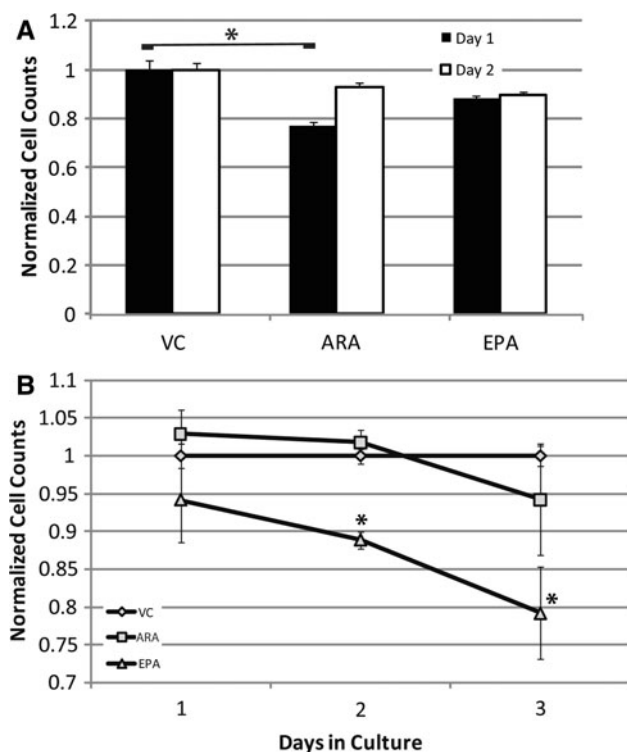 A
*
Day 1
Day 2
Normalized Cell Counts
1.2
1
0.8
0.6
0.4
0.2
0
VC
ARA
EPA
B
Normalized Cell Counts
1.1
1.05
1
0.95
0.9
0.85
0.8
0.75
0.7
*
*
VC
ARA
EPA
1
2
3
Days in Culture